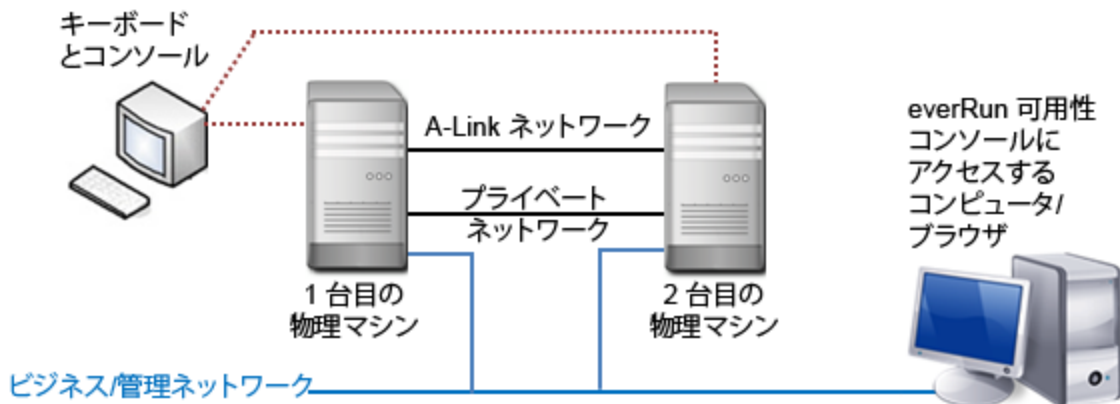 キーボード
とコンソール
A-Link ネットワーク
プライベート
ネットワーク
everRun 可用性
コンソールに
アクセスする
コンピュータ/
ブラウザ
1 台目の
物理マシン
2 台目の
物理マシン
ビジネス/管理ネットワーク